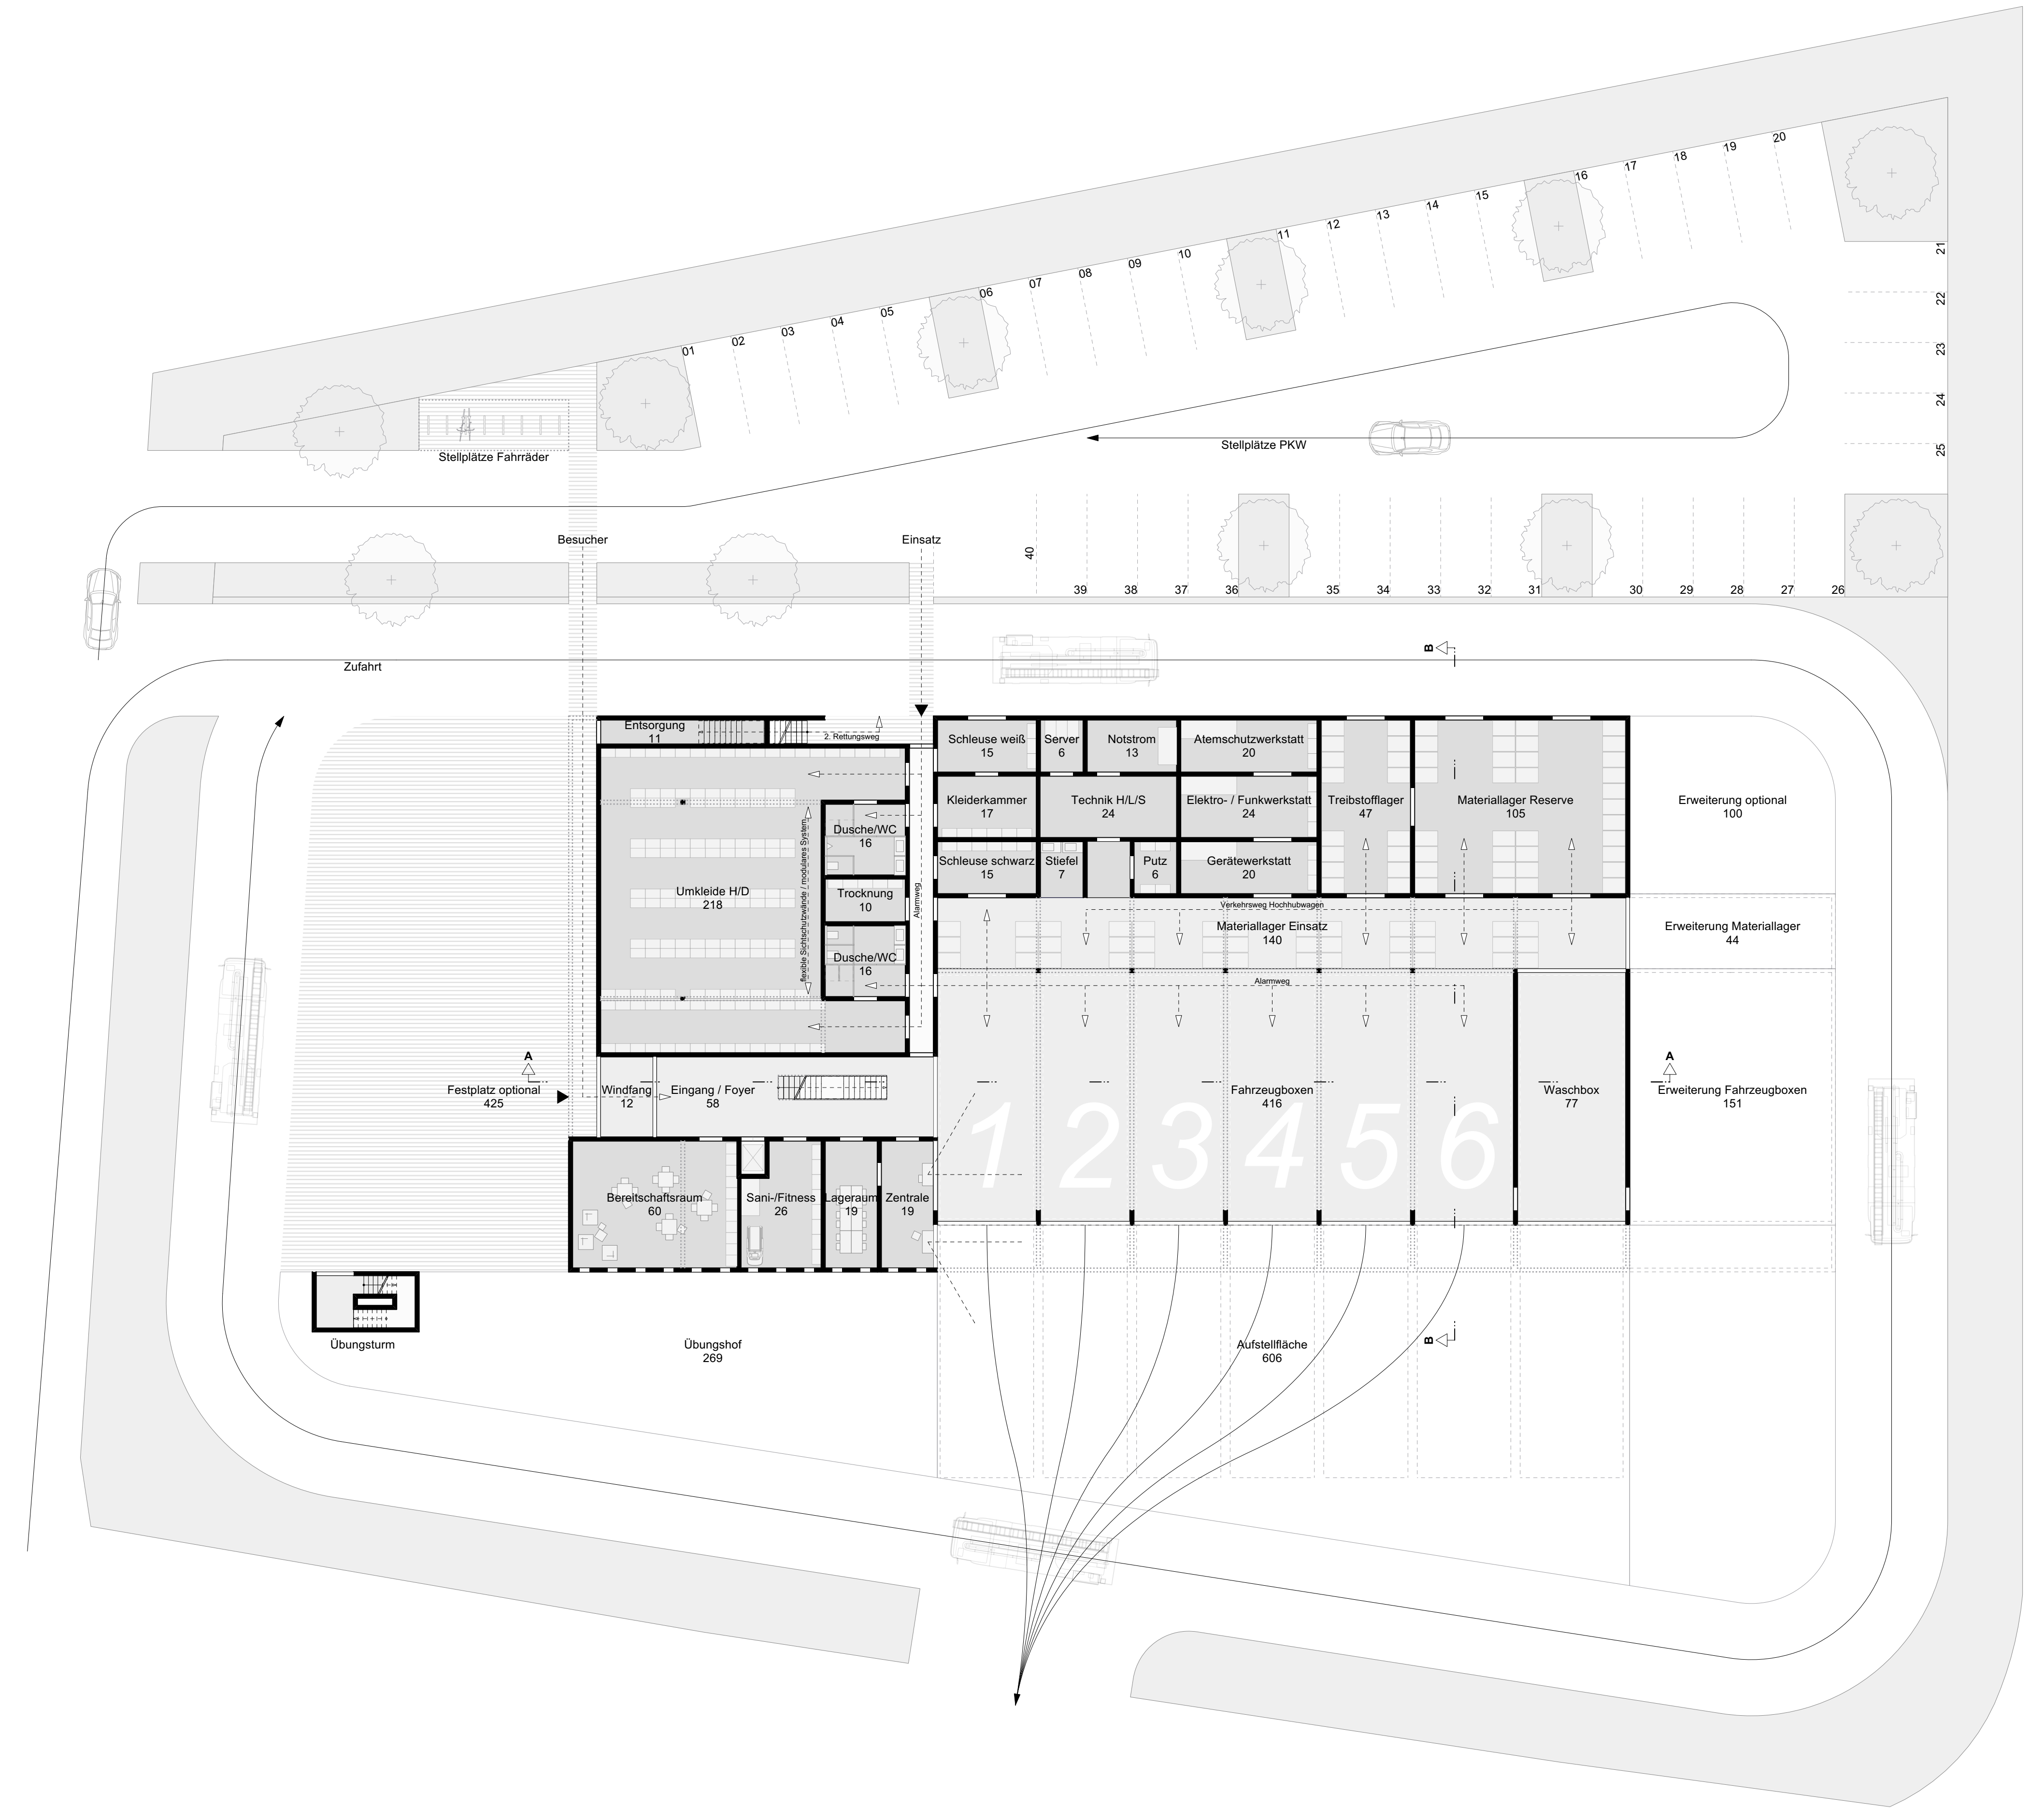 20
19
18
17
16
15
14
13
12
11
10
09
08
07
06
05
04
03
02
01
21
22
23
24
25
Stellplätze PKW
Stellplätze Fahrräder
Besucher
Einsatz
40
39
38
37
36
35
34
33
32
31
30
29
28
27
26
Zufahrt
B
Entsorgung
11
2. Rettungsweg
Schleuse weiß
15
Server
6
Notstrom
13
Atemschutzwerkstatt
20
Kleiderkammer
17
Technik H/L/S
24
Elektro- / Funkwerkstatt
24
Treibstofflager
47
Materiallager Reserve
105
Erweiterung optional
100
Dusche/WC
16
Schleuse schwarz
15
Stiefel
7
Putz
6
Gerätewerkstatt
20
Umkleide H/D
218
flexible Sichtschutzwände / modulares System
Trocknung
10
Alarmweg
Verkehrsweg Hochhubwagen
Materiallager Einsatz
140
Erweiterung Materiallager
44
Dusche/WC
16
Alarmweg
A
A
Festplatz optional
425
Windfang
12
Eingang / Foyer
58
Fahrzeugboxen
416
Waschbox
77
Erweiterung Fahrzeugboxen
151
1 2 3 4 5 6
Bereitschaftsraum
60
Sani-/Fitness
26
Lageraum
19
Zentrale
19
Übungsturm
Übungshof
269
Aufstellfläche
606
B